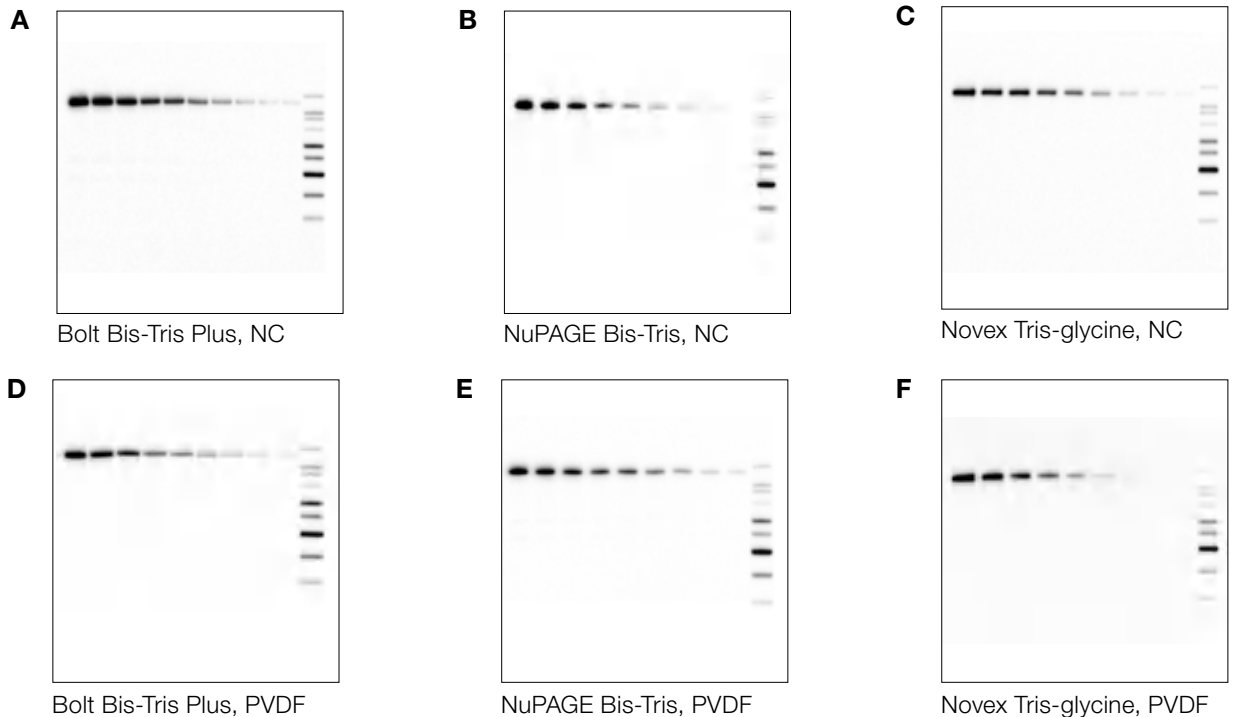 A
B
C
Bolt Bis-Tris Plus, NC
NuPAGE Bis-Tris, NC
Novex Tris-glycine, NC
D
E
F
Bolt Bis-Tris Plus, PVDF
NuPAGE Bis-Tris, PVDF
Novex Tris-glycine, PVDF